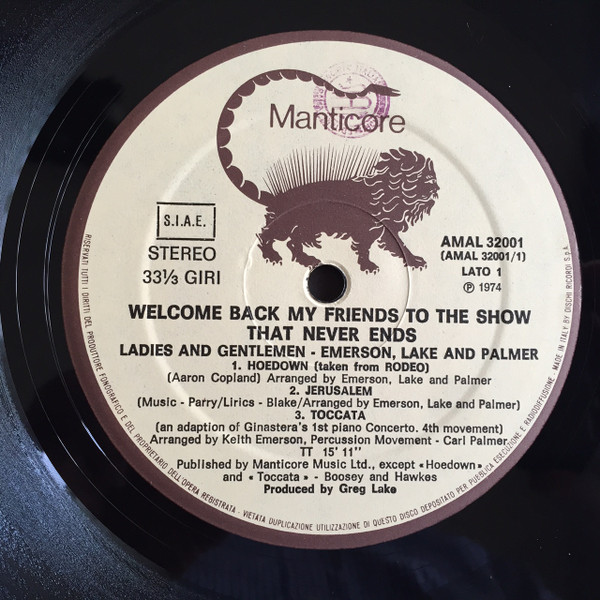 Manticore
S.I.A.E.
STEREO
33⅓ GIRI
AMAL 32001
(AMAL 32001/1)
LATO 1
℗ 1974
WELCOME BACK MY FRIENDS TO THE SHOW
THAT NEVER ENDS
LADIES AND GENTLEMEN - EMERSON, LAKE AND PALMER
1. HOEDOWN (taken from RODEO)
(Aaron Copland) Arranged by Emerson, Lake and Palmer
2. JERUSALEM
(Music - Parry/Lirics - Blake/Arranged by Emerson, Lake and Palmer)
3. TOCCATA
(an adaption of Ginastera's 1st piano Concerto. 4th movement)
Arranged by Keith Emerson, Percussion Movement - Carl Palmer
TT 15' 11''
Published by Manticore Music Ltd., except «Hoedown»
and «Toccata» - Boosey and Hawkes
Produced by Greg Lake
RISERVATI TUTTI I DIRITTI DEL PRODUTTORE FONOGRAFICO E DEL PROPRIETARIO DELL'OPERA REGISTRATA - VIETATA DUPLICAZIONE UTILIZZAZIONE DI QUESTO DISCO DEPOSITATO PER PUBBLICA ESECUZIONE E RADIODIFFUSIONE - MADE IN ITALY BY DISCHI RICORDI S.p.A.